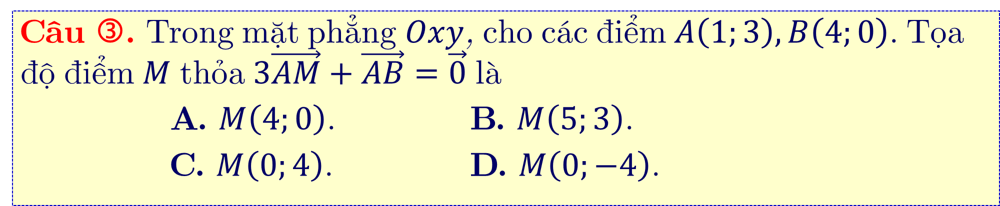 Câu ③. Trong mặt phẳng Oxy, cho các điểm A(1; 3), B(4; 0). Tọa
độ điểm M thỏa 3\overrightarrow{AM} + \overrightarrow{AB} = \overrightarrow{0} là
A. M(4; 0). B. M(5; 3).
C. M(0; 4). D. M(0; −4).